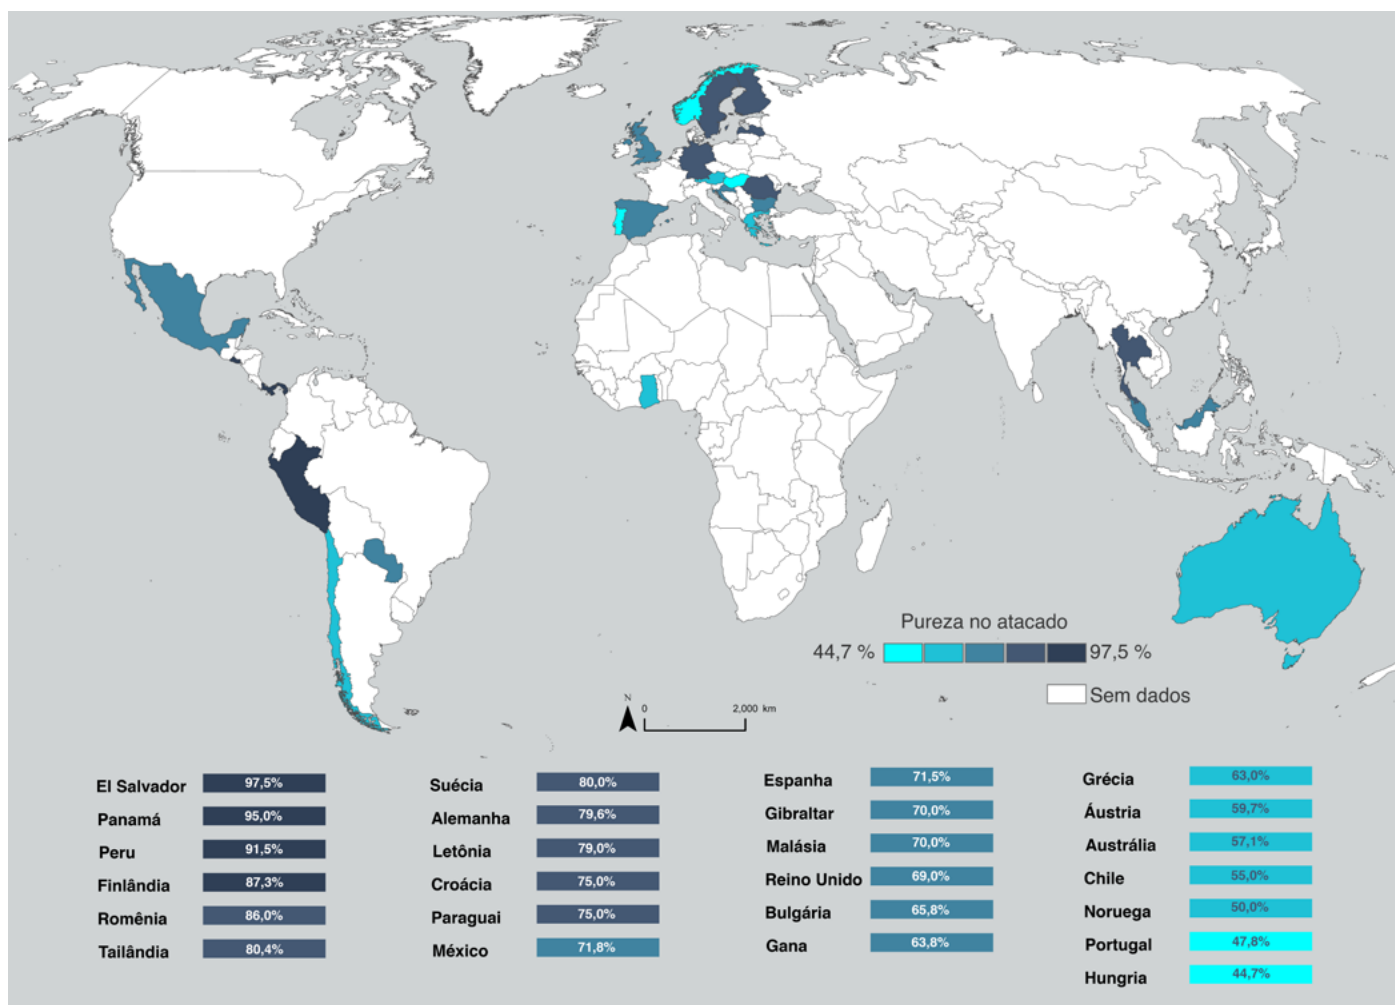 Pureza no atacado
44,7 % 97,5 %
Sem dados
N
0 2,000 km
El Salvador 97,5%
Panamá 95,0%
Peru 91,5%
Finlândia 87,3%
Romênia 86,0%
Tailândia 80,4%
Suécia 80,0%
Alemanha 79,6%
Letônia 79,0%
Croácia 75,0%
Paraguai 75,0%
México 71,8%
Espanha 71,5%
Gibraltar 70,0%
Malásia 70,0%
Reino Unido 69,0%
Bulgária 65,8%
Gana 63,8%
Grécia 63,0%
Áustria 59,7%
Austrália 57,1%
Chile 55,0%
Noruega 50,0%
Portugal 47,8%
Hungria 44,7%